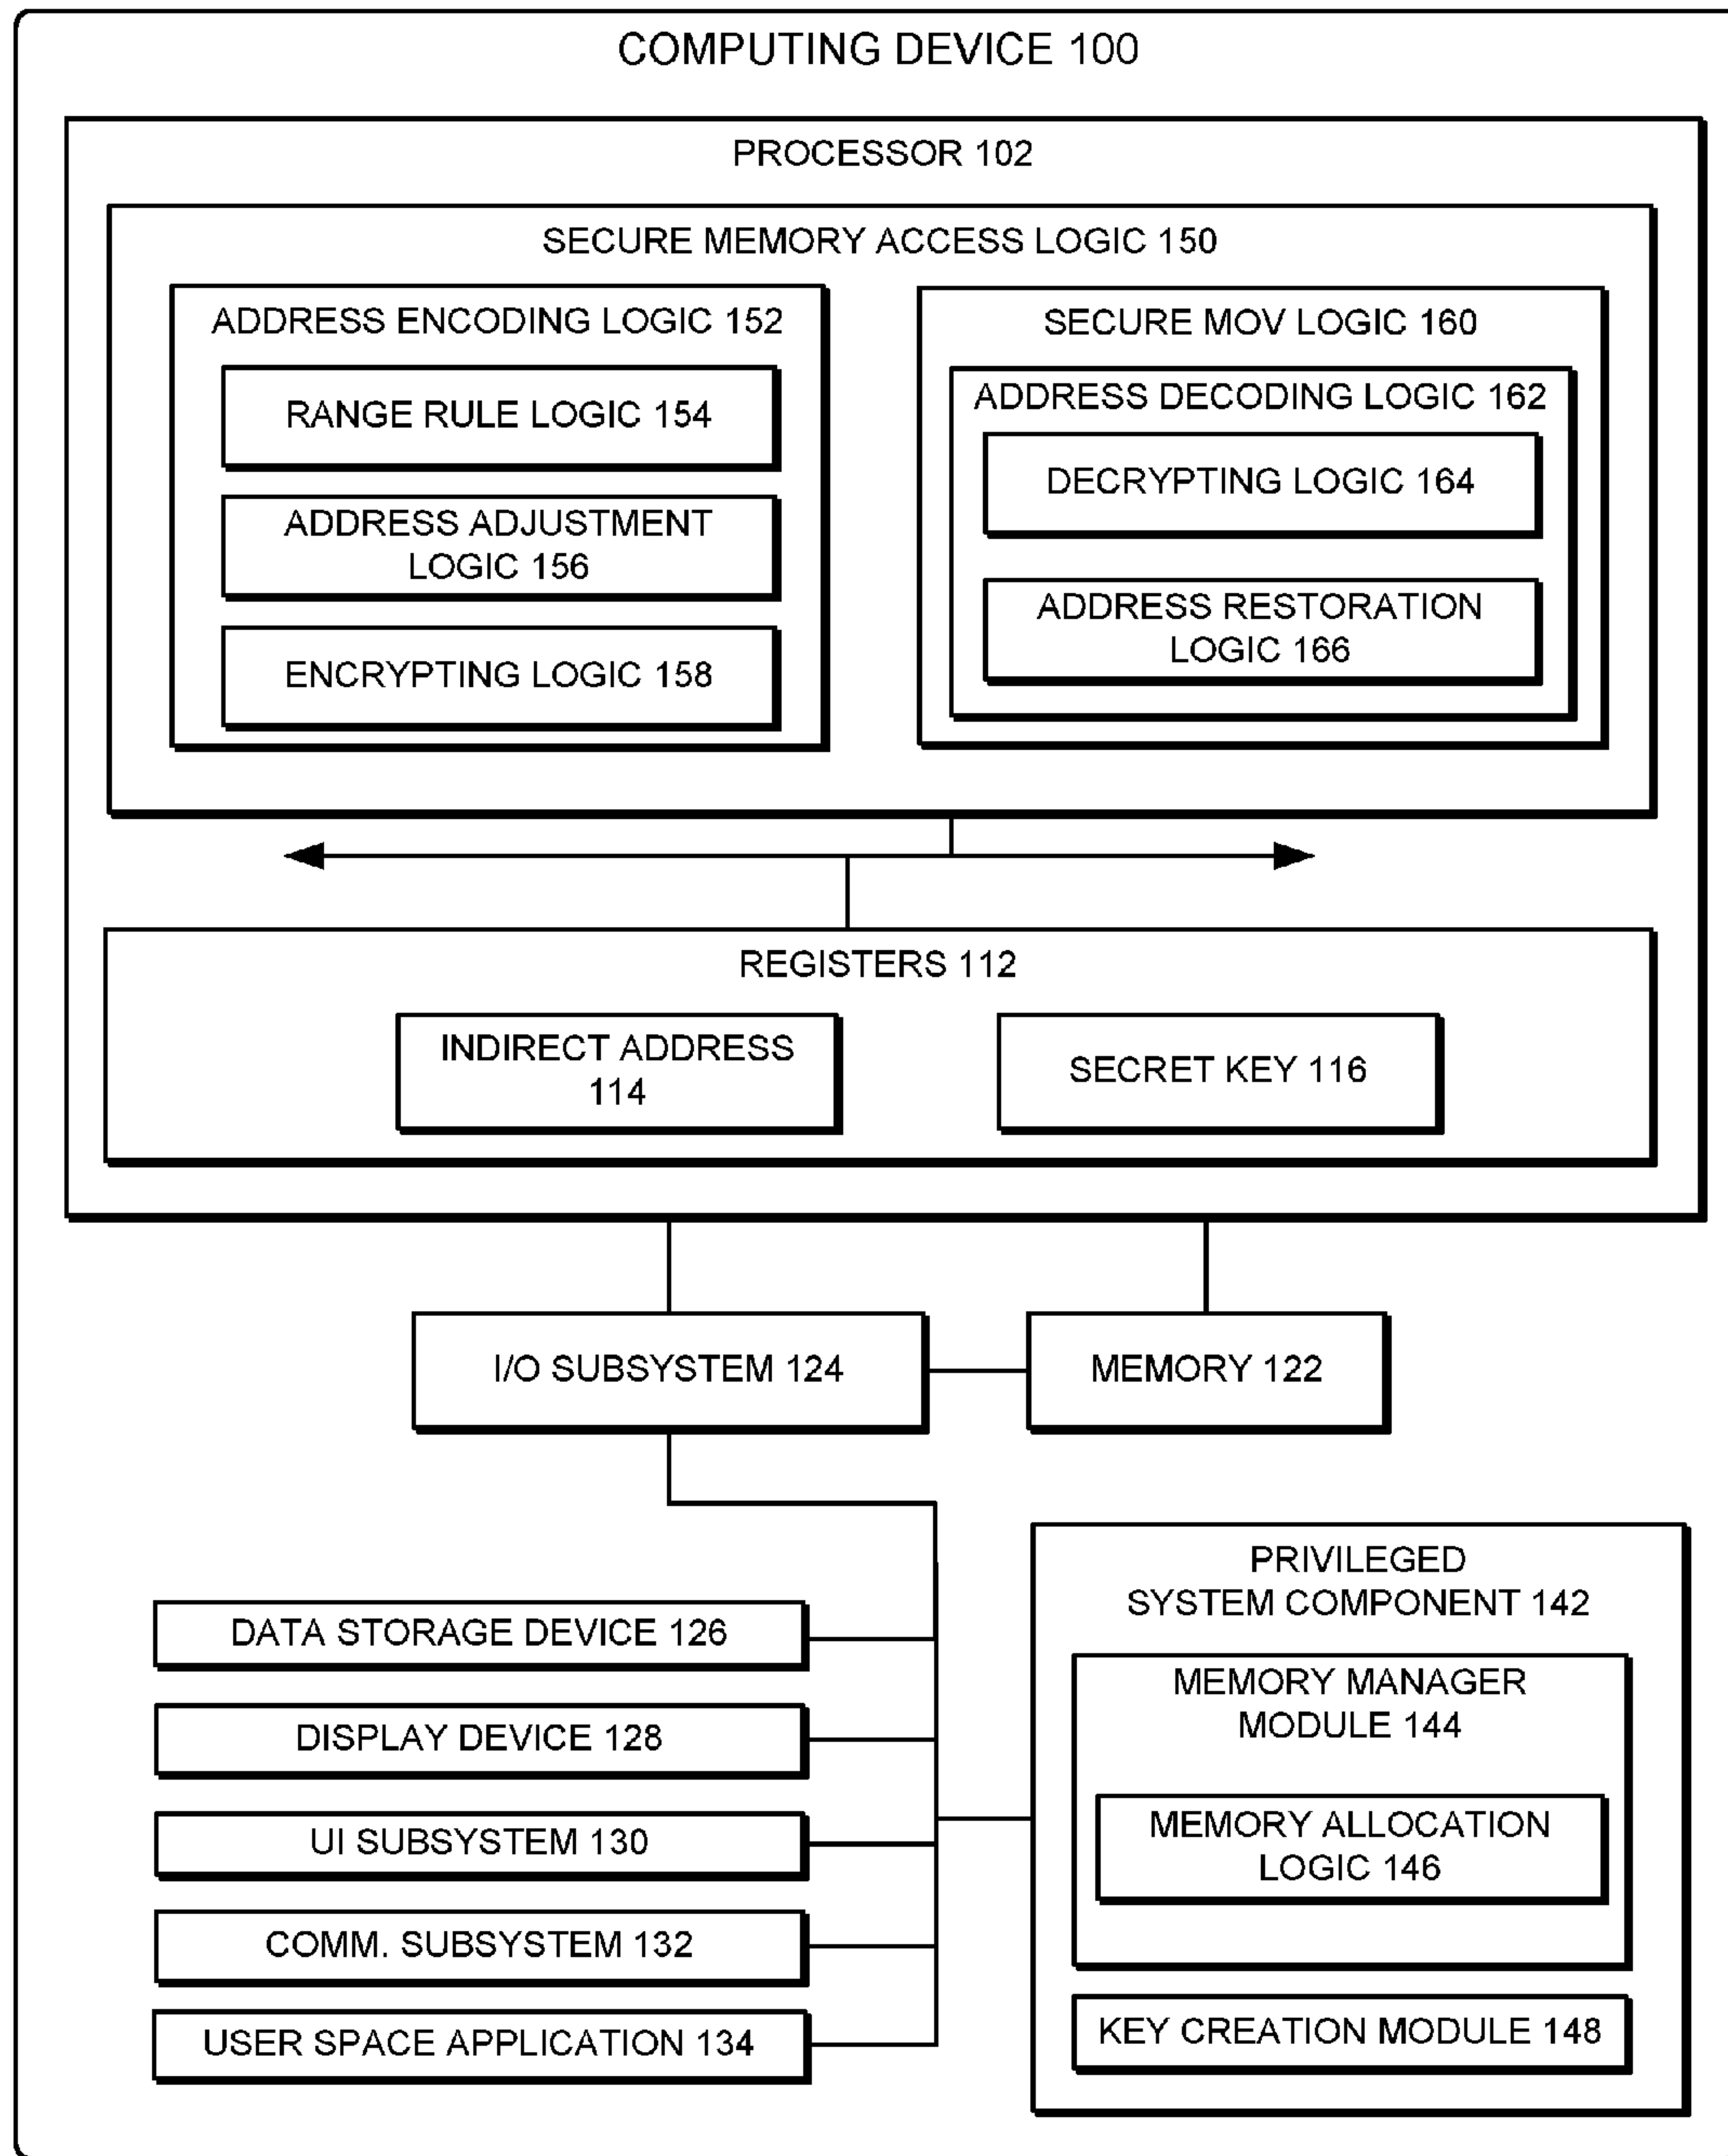 COMPUTING DEVICE 100
PROCESSOR 102
SECURE MEMORY ACCESS LOGIC 150
ADDRESS ENCODING LOGIC 152
RANGE RULE LOGIC 154
ADDRESS ADJUSTMENT
LOGIC 156
ENCRYPTING LOGIC 158
SECURE MOV LOGIC 160
ADDRESS DECODING LOGIC 162
DECRYPTING LOGIC 164
ADDRESS RESTORATION
LOGIC 166
REGISTERS 112
INDIRECT ADDRESS
114
SECRET KEY 116
I/O SUBSYSTEM 124
MEMORY 122
DATA STORAGE DEVICE 126
DISPLAY DEVICE 128
UI SUBSYSTEM 130
COMM. SUBSYSTEM 132
USER SPACE APPLICATION 134
PRIVILEGED
SYSTEM COMPONENT 142
MEMORY MANAGER
MODULE 144
MEMORY ALLOCATION
LOGIC 146
KEY CREATION MODULE 148